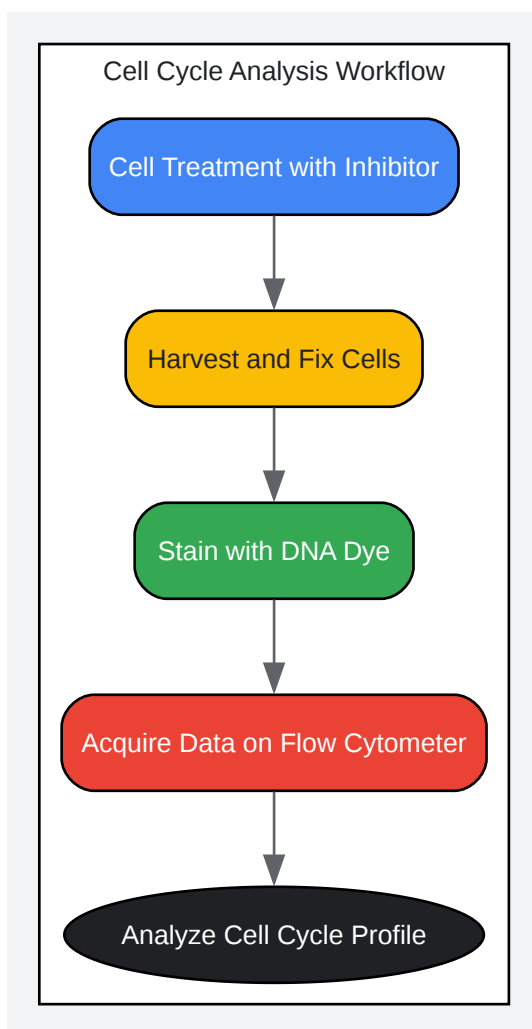 Cell Cycle Analysis Workflow
Cell Treatment with Inhibitor
Harvest and Fix Cells
Stain with DNA Dye
Acquire Data on Flow Cytometer
Analyze Cell Cycle Profile